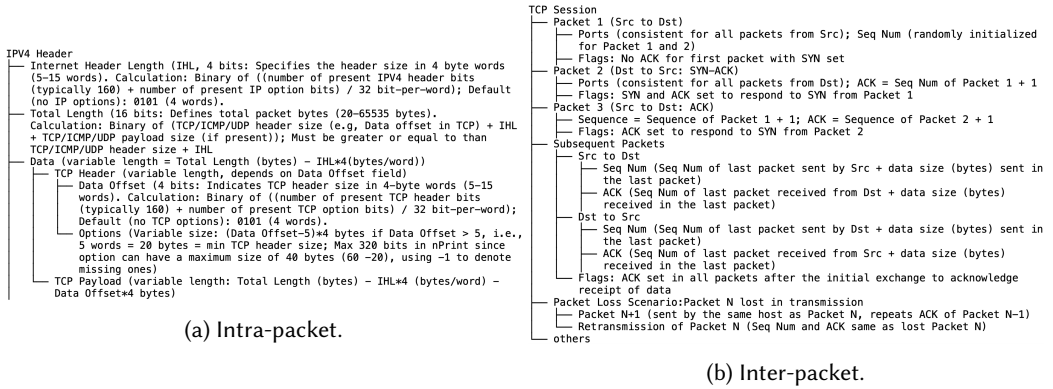 IPV4 Header
Internet Header Length (IHL, 4 bits: Specifies the header size in 4 byte words
(5-15 words). Calculation: Binary of ((number of present IPV4 header bits
(typically 160) + number of present IP option bits) / 32 bit-per-word); Default
(no IP options): 0101 (4 words).
Total Length (16 bits: Defines total packet bytes (20-65535 bytes).
Calculation: Binary of (TCP/ICMP/UDP header size (e.g, Data offset in TCP) + IHL
+ TCP/ICMP/UDP payload size (if present)); Must be greater or equal to than
TCP/ICMP/UDP header size + IHL
Data (variable length = Total Length (bytes) - IHL*4(bytes/word))
TCP Header (variable length, depends on Data Offset field)
Data Offset (4 bits: Indicates TCP header size in 4-byte words (5-15
words). Calculation: Binary of ((number of present TCP header bits
(typically 160) + number of present TCP option bits) / 32 bit-per-word);
Default (no TCP options): 0101 (4 words).
Options (Variable size: (Data Offset-5)*4 bytes if Data Offset > 5, i.e.,
5 words = 20 bytes = min TCP header size; Max 320 bits in nPrint since
option can have a maximum size of 40 bytes (60 -20), using -1 to denote
missing ones)
TCP Payload (variable length: Total Length (bytes) - IHL*4 (bytes/word) -
Data Offset*4 bytes)
(a) Intra-packet.
TCP Session
Packet 1 (Src to Dst)
Ports (consistent for all packets from Src); Seq Num (randomly initialized
for Packet 1 and 2)
Flags: No ACK for first packet with SYN set
Packet 2 (Dst to Src: SYN-ACK)
Ports (consistent for all packets from Dst); ACK = Seq Num of Packet 1 + 1
Flags: SYN and ACK set to respond to SYN from Packet 1
Packet 3 (Src to Dst: ACK)
Sequence = Sequence of Packet 1 + 1; ACK = Sequence of Packet 2 + 1
Flags: ACK set to respond to SYN from Packet 2
Subsequent Packets
Src to Dst
Seq Num (Seq Num of last packet sent by Src + data size (bytes) sent in
the last packet)
ACK (Seq Num of last packet received from Dst + data size (bytes)
received in the last packet)
Dst to Src
Seq Num (Seq Num of last packet sent by Dst + data size (bytes) sent in
the last packet)
ACK (Seq Num of last packet received from Src + data size (bytes)
received in the last packet)
Flags: ACK set in all packets after the initial exchange to acknowledge
receipt of data
Packet Loss Scenario:Packet N lost in transmission
Packet N+1 (sent by the same host as Packet N, repeats ACK of Packet N-1)
Retransmission of Packet N (Seq Num and ACK same as lost Packet N)
others
(b) Inter-packet.